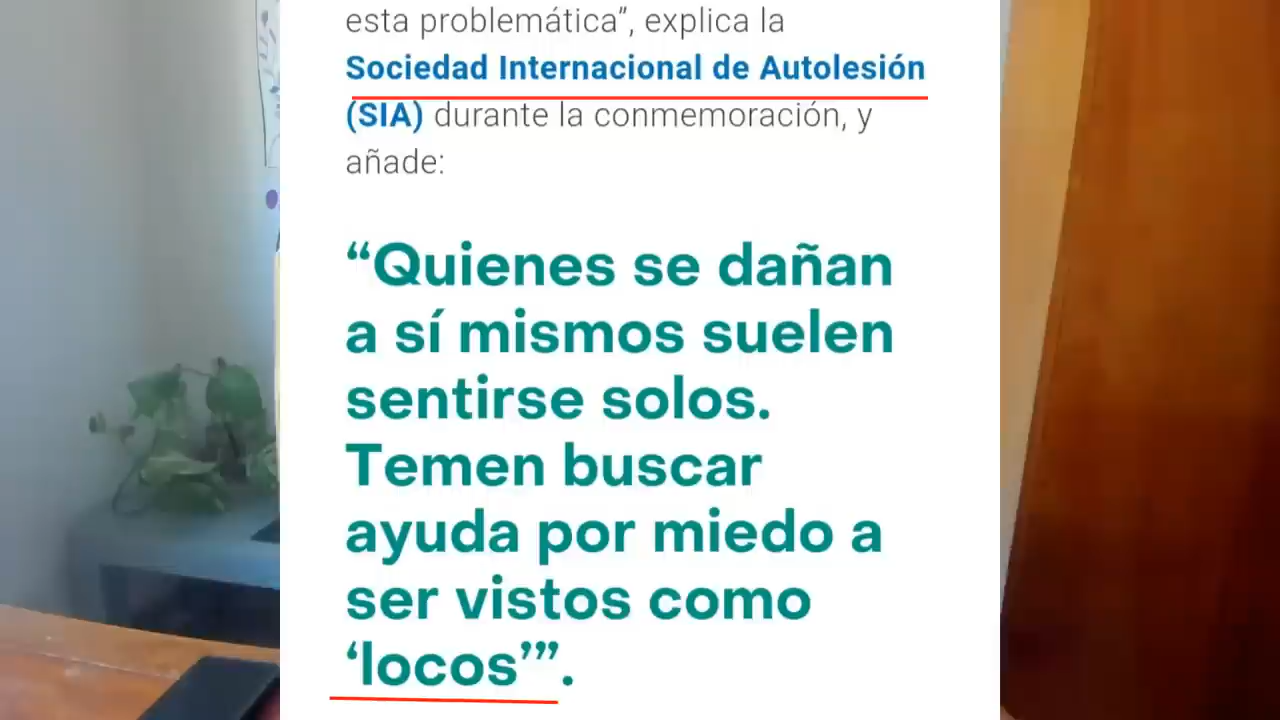 esta problemática”, explica la
Sociedad Internacional de Autolesión
(SIA) durante la conmemoración, y
añade:
“Quienes se dañan
a sí mismos suelen
sentirse solos.
Temen buscar
ayuda por miedo a
ser vistos como
‘locos’”.